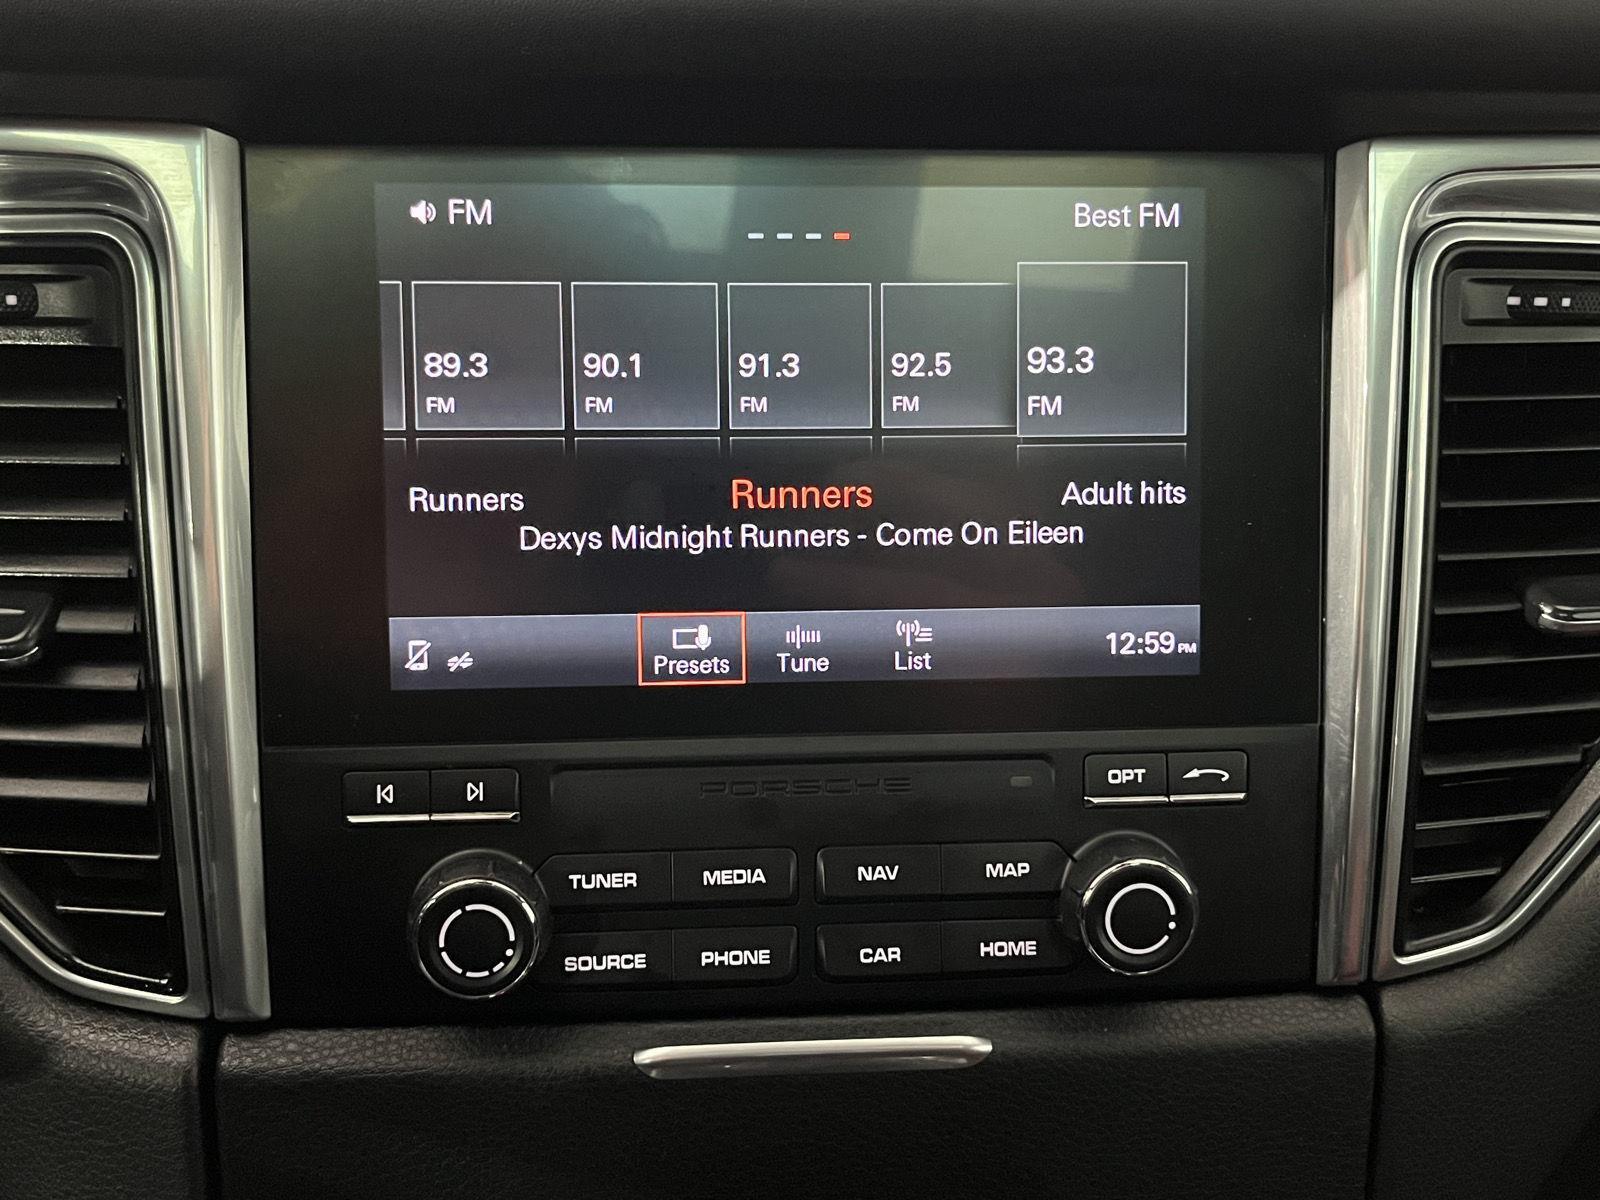 FM
Best FM
89.3 90.1 91.3 92.5 93.3
FM FM FM FM FM
Runners Runners Adult hits
Dexys Midnight Runners - Come On Eileen
Presets Tune List 12:59 PM
PORSCHE
OPT
TUNER MEDIA NAV MAP
SOURCE PHONE CAR HOME